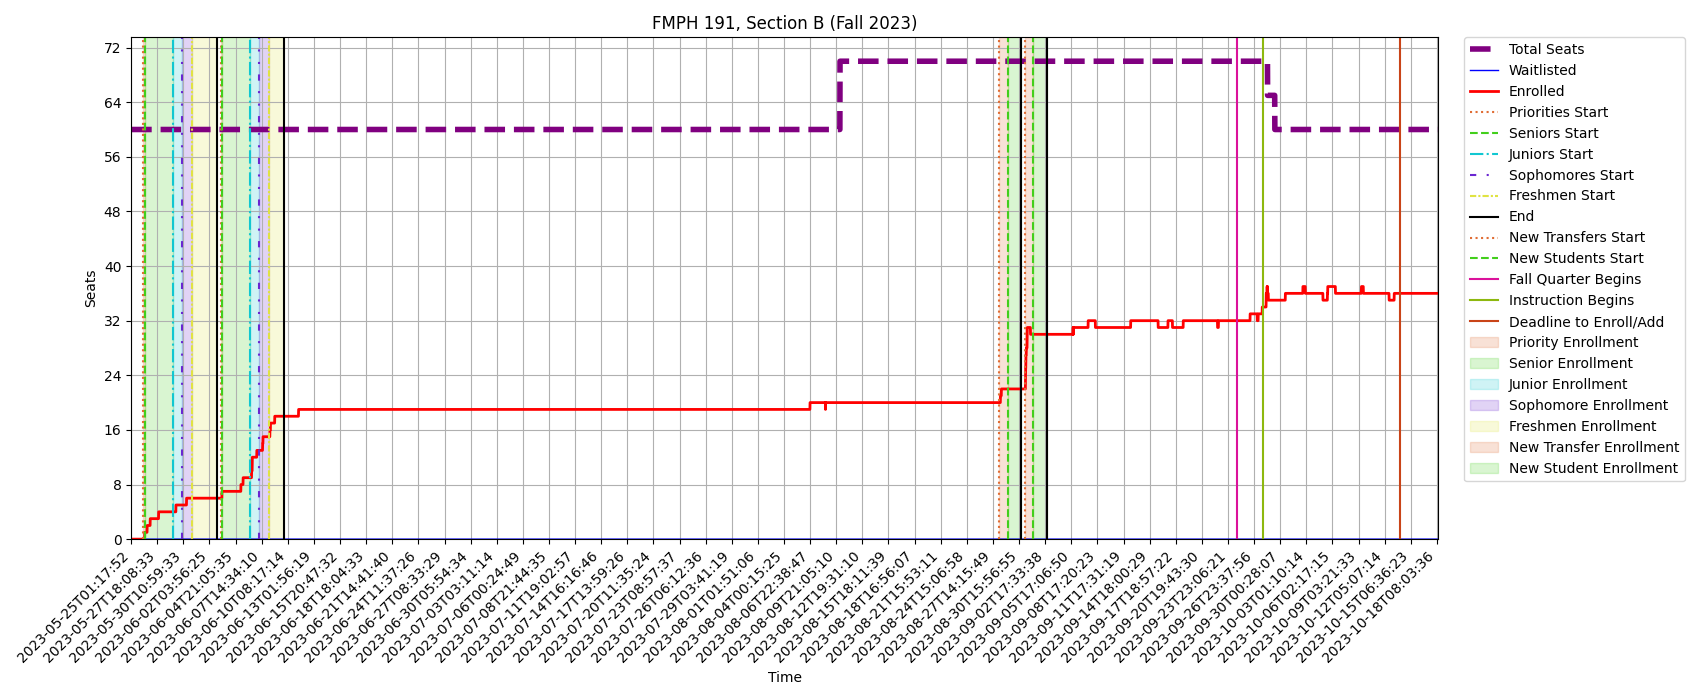 FMPH 191, Section B (Fall 2023)
Seats
72
64
56
48
40
32
24
16
8
0
2023-05-25T01:17:52
2023-05-27T18:08:33
2023-05-30T10:59:33
2023-06-02T03:56:25
2023-06-04T21:05:35
2023-06-07T14:34:10
2023-06-10T08:17:14
2023-06-13T01:56:19
2023-06-15T20:47:32
2023-06-18T18:04:33
2023-06-21T14:41:40
2023-06-24T11:37:26
2023-06-27T08:33:29
2023-06-30T05:54:34
2023-07-03T03:11:14
2023-07-06T00:24:49
2023-07-08T21:44:35
2023-07-11T19:02:57
2023-07-14T16:16:46
2023-07-17T13:59:26
2023-07-20T11:35:24
2023-07-23T08:57:37
2023-07-26T06:12:36
2023-07-29T03:41:19
2023-08-01T01:51:06
2023-08-04T00:15:25
2023-08-06T22:38:47
2023-08-09T21:05:10
2023-08-12T19:31:10
2023-08-15T18:11:39
2023-08-18T16:56:07
2023-08-21T15:53:11
2023-08-24T15:06:58
2023-08-27T14:15:49
2023-08-30T15:56:55
2023-09-02T17:33:38
2023-09-05T17:06:50
2023-09-08T17:20:23
2023-09-11T17:31:19
2023-09-14T18:00:29
2023-09-17T18:57:22
2023-09-20T19:43:30
2023-09-23T22:06:21
2023-09-26T23:37:56
2023-09-30T00:28:07
2023-10-03T01:10:14
2023-10-06T02:17:15
2023-10-09T03:21:33
2023-10-12T05:07:14
2023-10-15T06:36:23
2023-10-18T08:03:36
Time
Total Seats
Waitlisted
Enrolled
Priorities Start
Seniors Start
Juniors Start
Sophomores Start
Freshmen Start
End
New Transfers Start
New Students Start
Fall Quarter Begins
Instruction Begins
Deadline to Enroll/Add
Priority Enrollment
Senior Enrollment
Junior Enrollment
Sophomore Enrollment
Freshmen Enrollment
New Transfer Enrollment
New Student Enrollment